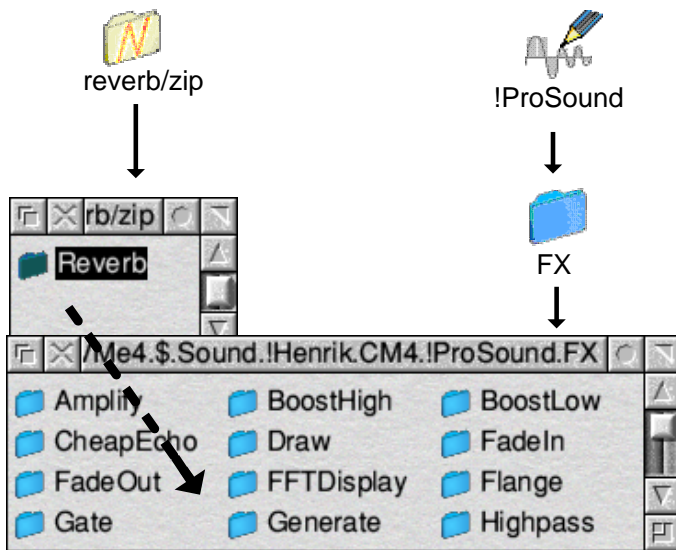 reverb/zip
!ProSound
rb/zip
Reverb
FX
/Me4.$.Sound.!Henrik.CM4.!ProSound.FX
Amplify BoostHigh BoostLow
CheapEcho Draw FadeIn
FadeOut FFTDisplay Flange
Gate Generate Highpass